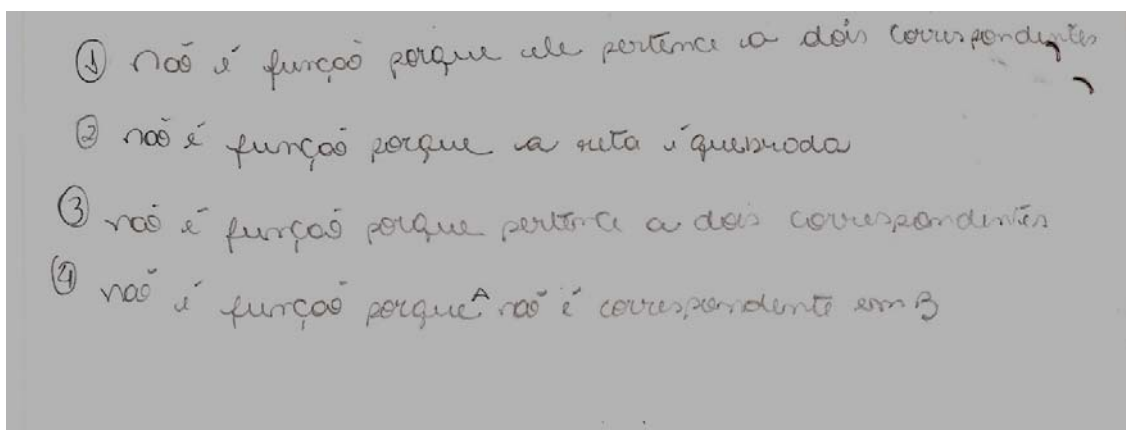 ① não é função porque ele pertence a dois correspondentes
② não é função porque a reta é quebrada
③ não é função porque pertence a dois correspondentes
④ não é função porque A não é correspondente em B